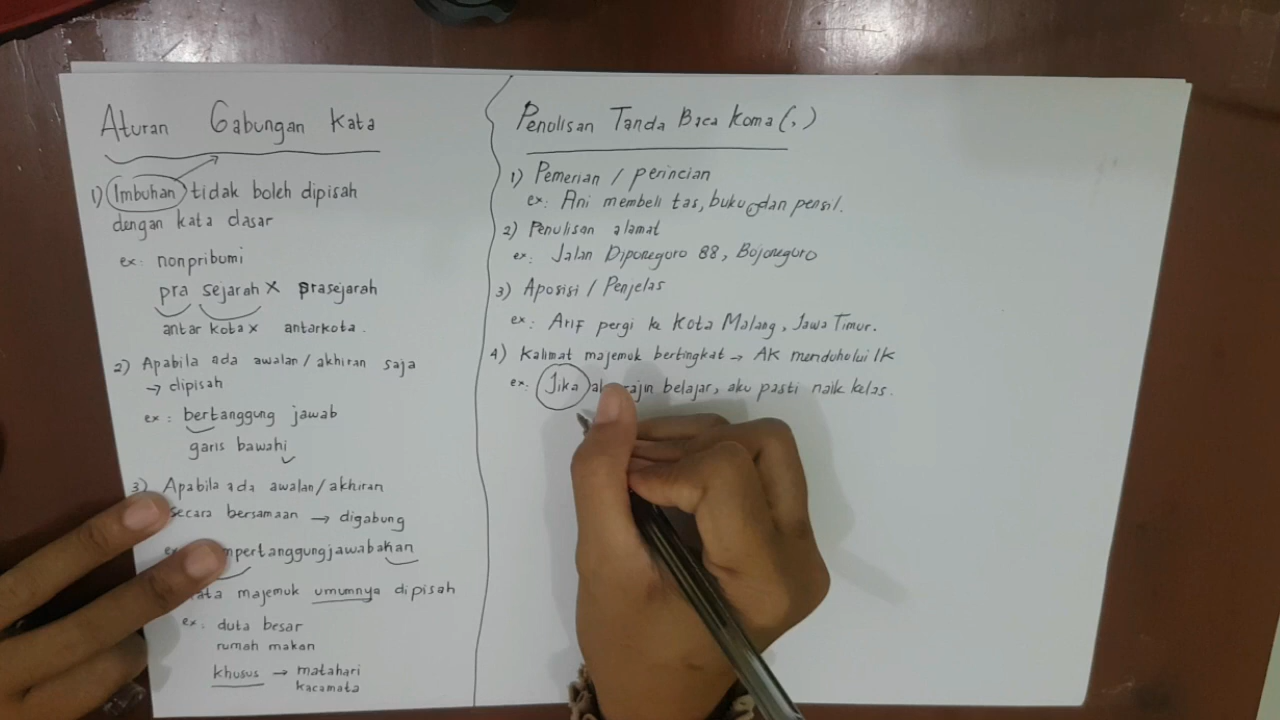 Aturan Gabungan Kata
1) Imbuhan tidak boleh dipisah
dengan kata dasar
ex: nonpribumi
pra sejarah x prasejarah
antar kota x antarkota.
2) Apabila ada awalan/akhiran saja
→ dipisah
ex: bertanggung jawab
garis bawahi
3) Apabila ada awalan/akhiran
secara bersamaan → digabung
pertanggungjawabakan
majemuk umumnya dipisah
ex: duta besar
rumah makan
khusus → matahari
kacamata
Penulisan Tanda Baca Koma (,)
1) Pemerian / perincian
ex: Ani membeli tas, buku, dan pensil.
2) Penulisan alamat
ex: Jalan Diponeguro 88, Bojoneguro
3) Aposisi / Penjelas
ex: Arif pergi ke Kota Malang, Jawa Timur.
4) Kalimat majemuk bertingkat → AK menduhului IK
ex: Jika rajin belajar, aku pasti naik kelas.